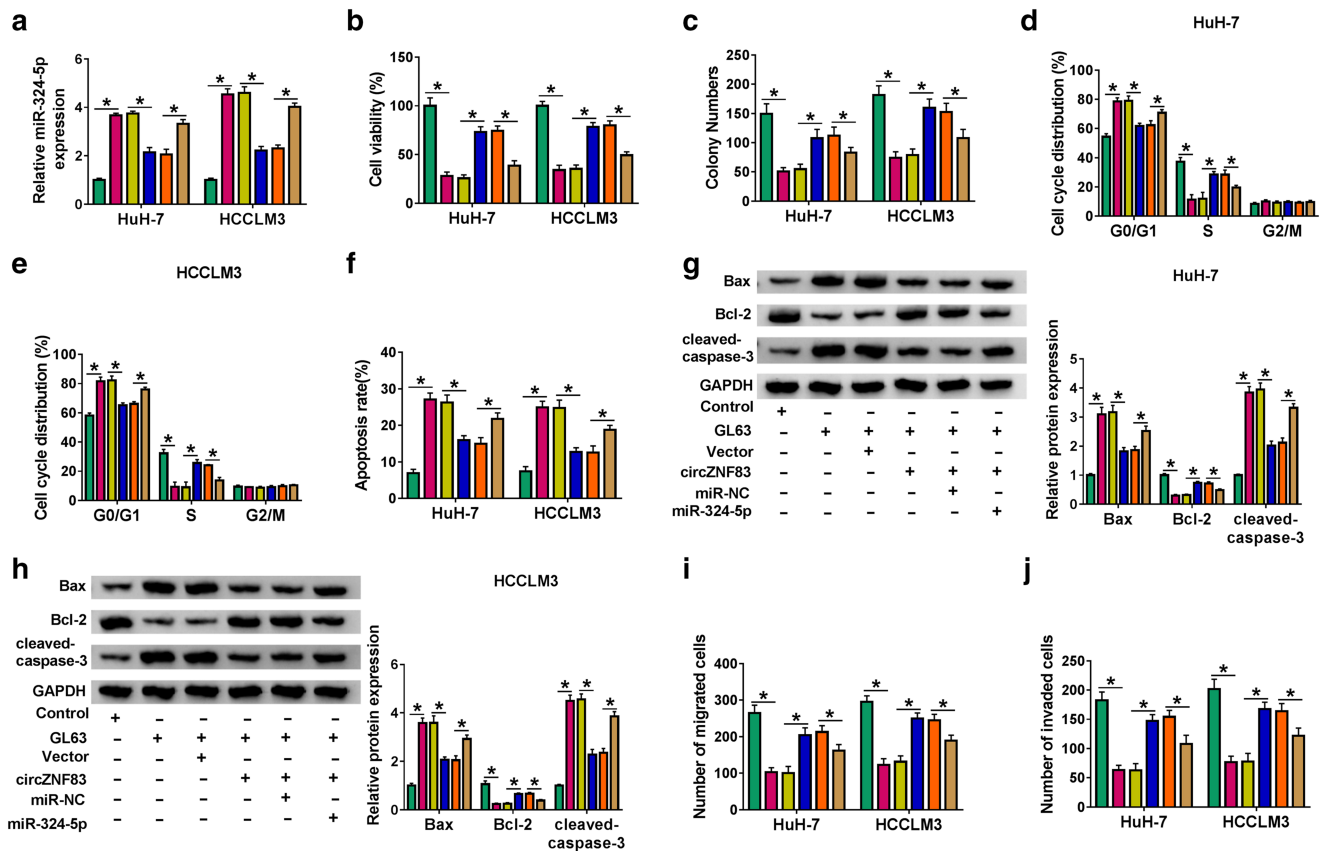 a
Relative miR-324-5p
expression
6
4
2
0
* * * * * *
HuH-7 HCCLM3
b
Cell viability (%)
150
100
50
0
* * * * * *
HuH-7 HCCLM3
c
Colony Numbers
250
200
150
100
50
0
* * * * * *
HuH-7 HCCLM3
d
HuH-7
Cell cycle distribution (%)
100
80
60
40
20
0
* * * * * *
G0/G1 S G2/M
e
HCCLM3
Cell cycle distribution (%)
100
80
60
40
20
0
* * * * * *
G0/G1 S G2/M
f
Apoptosis rate(%)
40
30
20
10
0
* * * * * *
HuH-7 HCCLM3
g
Bax
Bcl-2
cleaved-
caspase-3
GAPDH
Control + – – – – –
GL63 – + + + + +
Vector – – + – – –
circZNF83 – – – + + +
miR-NC – – – – + –
miR-324-5p – – – – – +
HuH-7
Relative protein expression
5
4
3
2
1
0
* * * * * * * * *
Bax Bcl-2 cleaved-
caspase-3
h
Bax
Bcl-2
cleaved-
caspase-3
GAPDH
Control + – – – – –
GL63 – + + + + +
Vector – – + – – –
circZNF83 – – – + + +
miR-NC – – – – + –
miR-324-5p – – – – – +
HCCLM3
Relative protein expression
6
4
2
0
* * * * * * * * *
Bax Bcl-2 cleaved-
caspase-3
i
Number of migrated cells
400
300
200
100
0
* * * * * *
HuH-7 HCCLM3
j
Number of invaded cells
250
200
150
100
50
0
* * * * * *
HuH-7 HCCLM3